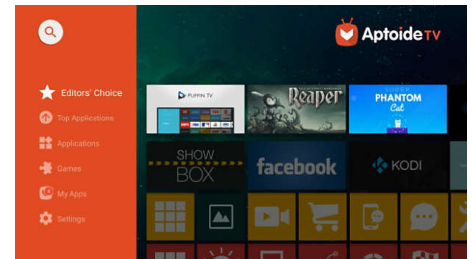 Aptoide TV
Editors' Choice
Top Applications
Applications
Games
My Apps
Settings
PUFFIN TV
Reaper
PHANTOM
Cat
SHOW
BOX
facebook
KODI